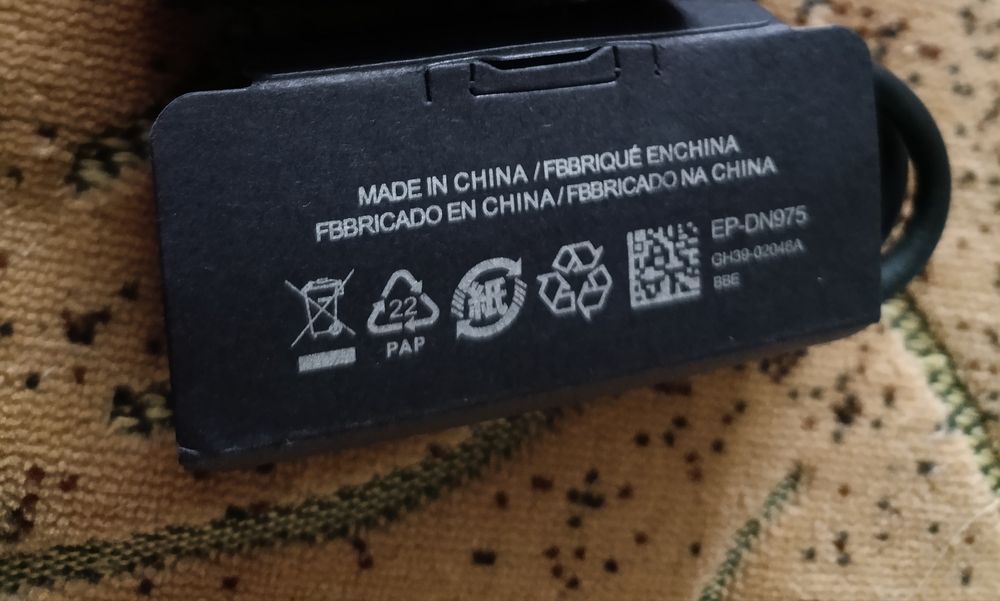 MADE IN CHINA / FBBRIQUÉ ENCHINA
FBBRICADO EN CHINA / FBBRICADO NA CHINA
22
PAP
紙
EP-DN975
GH39-02046A
BBE